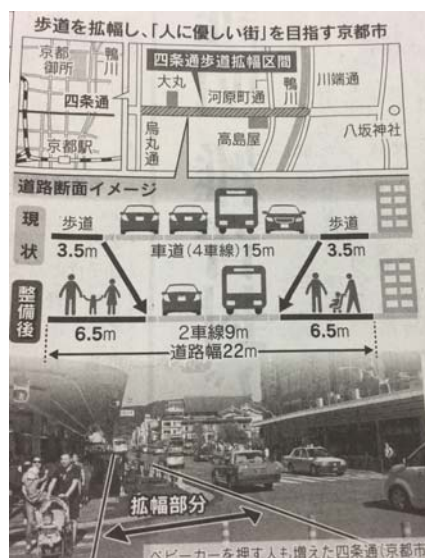 歩道を拡幅し、「人に優しい街」を目指す京都市
京都御所
鴨川
四条通
京都駅
四条通歩道拡幅区間
大丸
河原町通
鴨川
川端通
烏丸通
高島屋
八坂神社
道路断面イメージ
現状
歩道
3.5m
車道(4車線)15m
歩道
3.5m
整備後
6.5m
2車線9m
6.5m
道路幅22m
拡幅部分
ベビーカーを押す人も増えた四条通(京都市